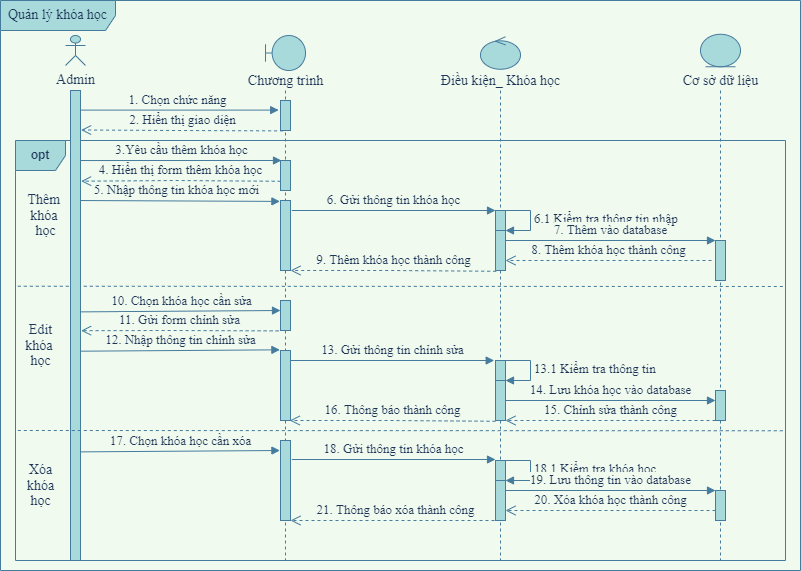 Quản lý khóa học
Admin
Chương trình
Điều kiện_ Khóa học
Cơ sở dữ liệu
1. Chọn chức năng
2. Hiển thị giao diện
opt
3.Yêu cầu thêm khóa học
4. Hiển thị form thêm khóa học
5. Nhập thông tin khóa học mới
Thêm
khóa
học
6. Gửi thông tin khóa học
6.1 Kiểm tra thông tin nhập
7. Thêm vào database
8. Thêm khóa học thành công
9. Thêm khóa học thành công
10. Chọn khóa học cần sửa
11. Gửi form chỉnh sửa
12. Nhập thông tin chỉnh sửa
Edit
khóa
học
13. Gửi thông tin chỉnh sửa
13.1 Kiểm tra thông tin
14. Lưu khóa học vào database
15. Chỉnh sửa thành công
16. Thông báo thành công
17. Chọn khóa học cần xóa
18. Gửi thông tin khóa học
Xóa
khóa
học
18.1 Kiểm tra khóa học
19. Lưu thông tin vào database
20. Xóa khóa học thành công
21. Thông báo xóa thành công